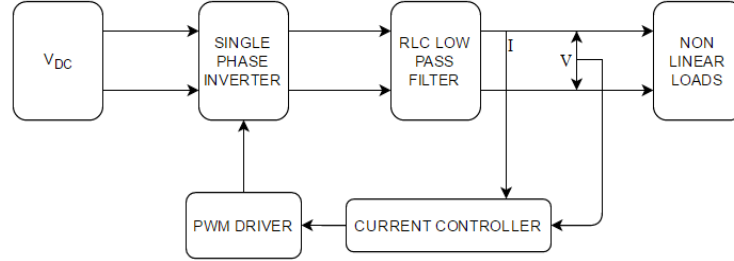 V_DC
SINGLE
PHASE
INVERTER
RLC LOW
PASS
FILTER
I
V
NON
LINEAR
LOADS
PWM DRIVER
CURRENT CONTROLLER